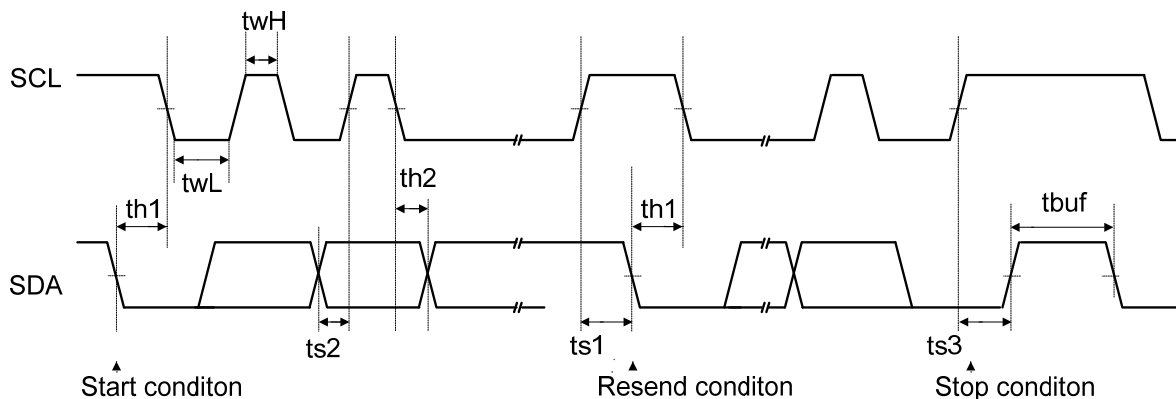 twH
SCL
twL
th2
th1
th1
tbuf
SDA
ts2
ts1
ts3
Start conditon
Resend conditon
Stop conditon